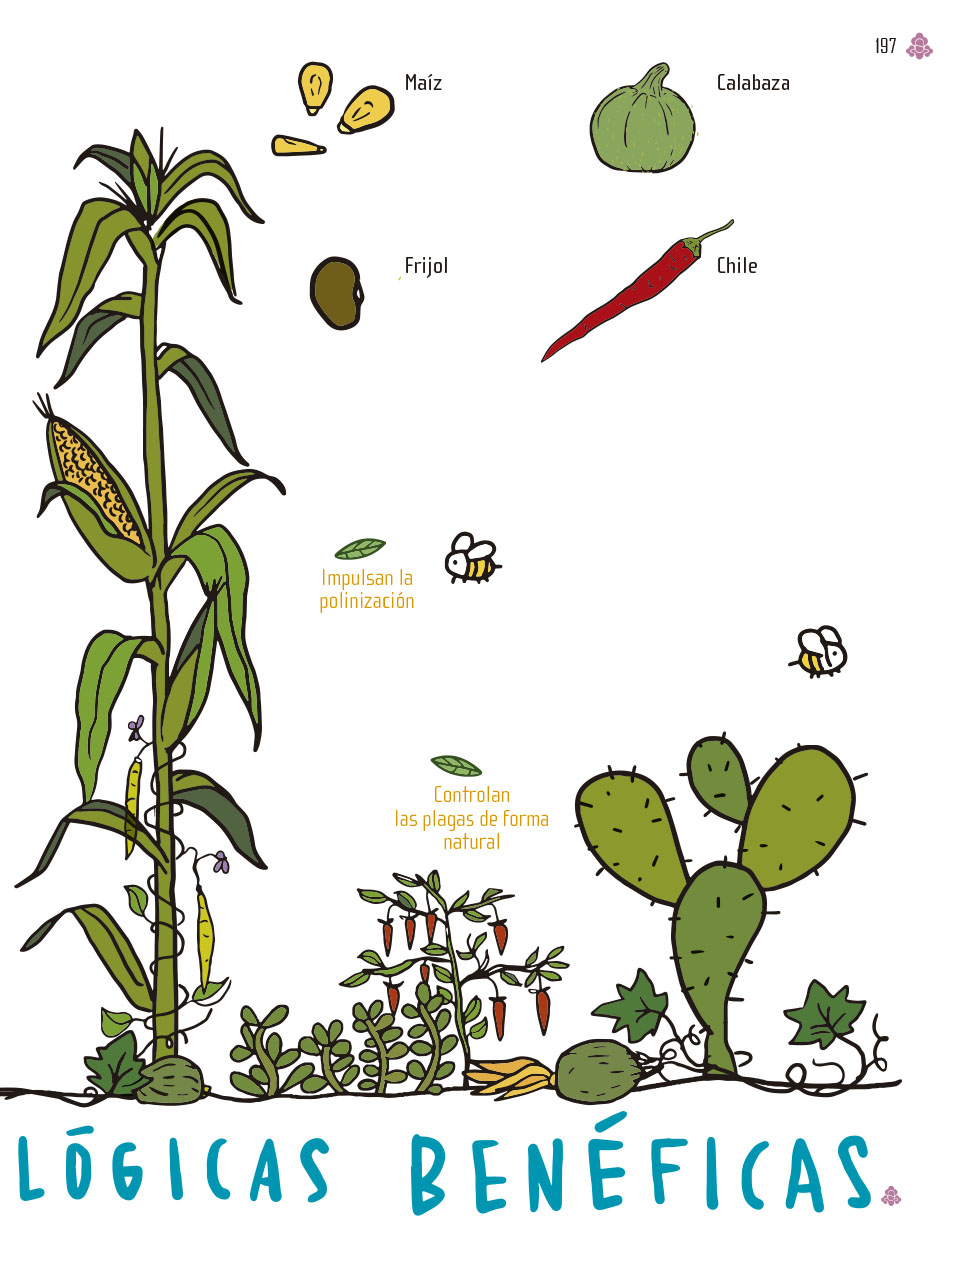 197
Maíz
Calabaza
Frijol
Chile
Impulsan la
polinización
Controlan
las plagas de forma
natural
LÓGICAS BENÉFICAS